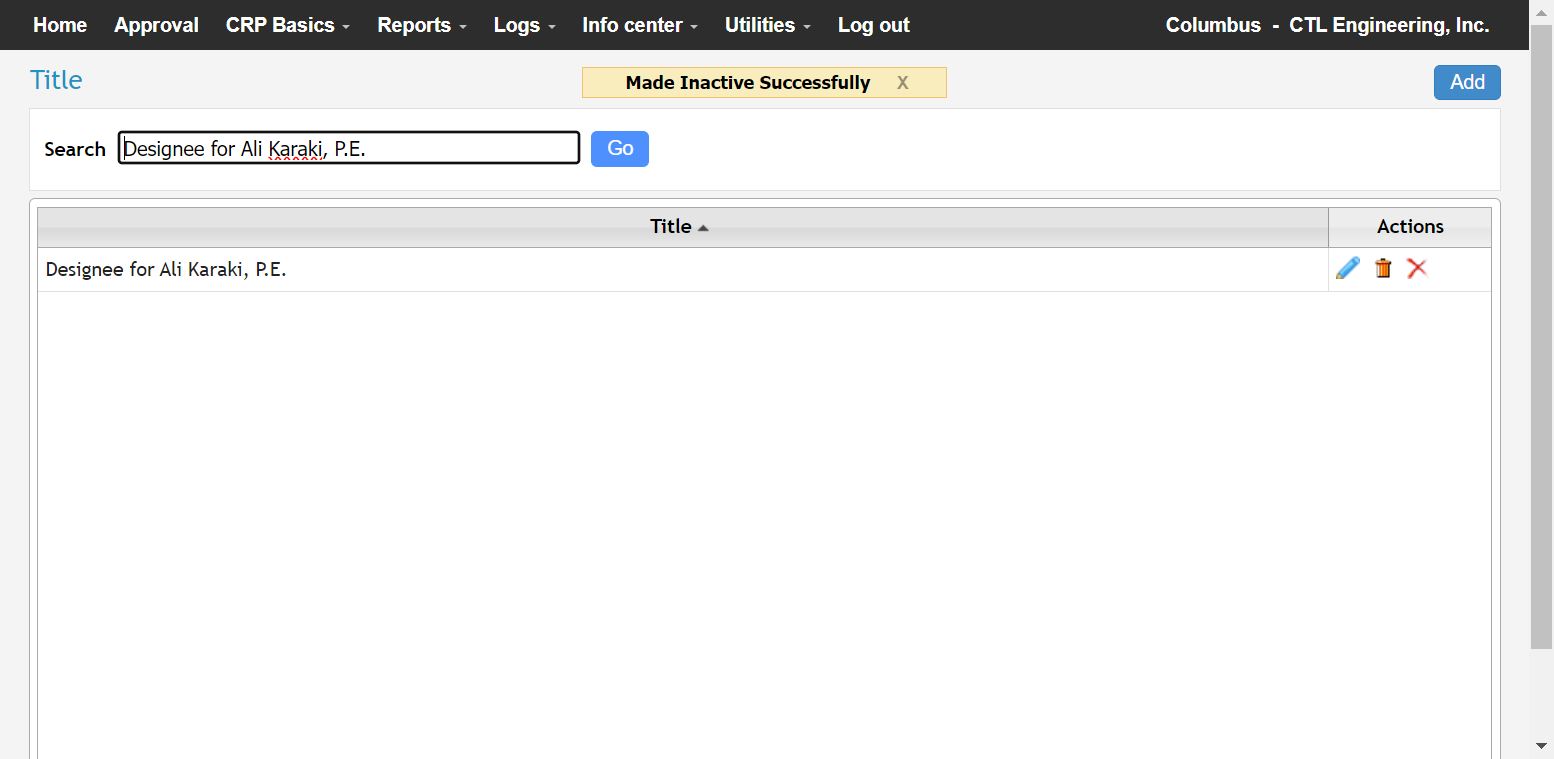 Home Approval CRP Basics Reports Logs Info center Utilities Log out Columbus - CTL Engineering, Inc.
Title Made Inactive Successfully X Add
Search Designee for Ali Karaki, P.E. Go
Title Actions
Designee for Ali Karaki, P.E.